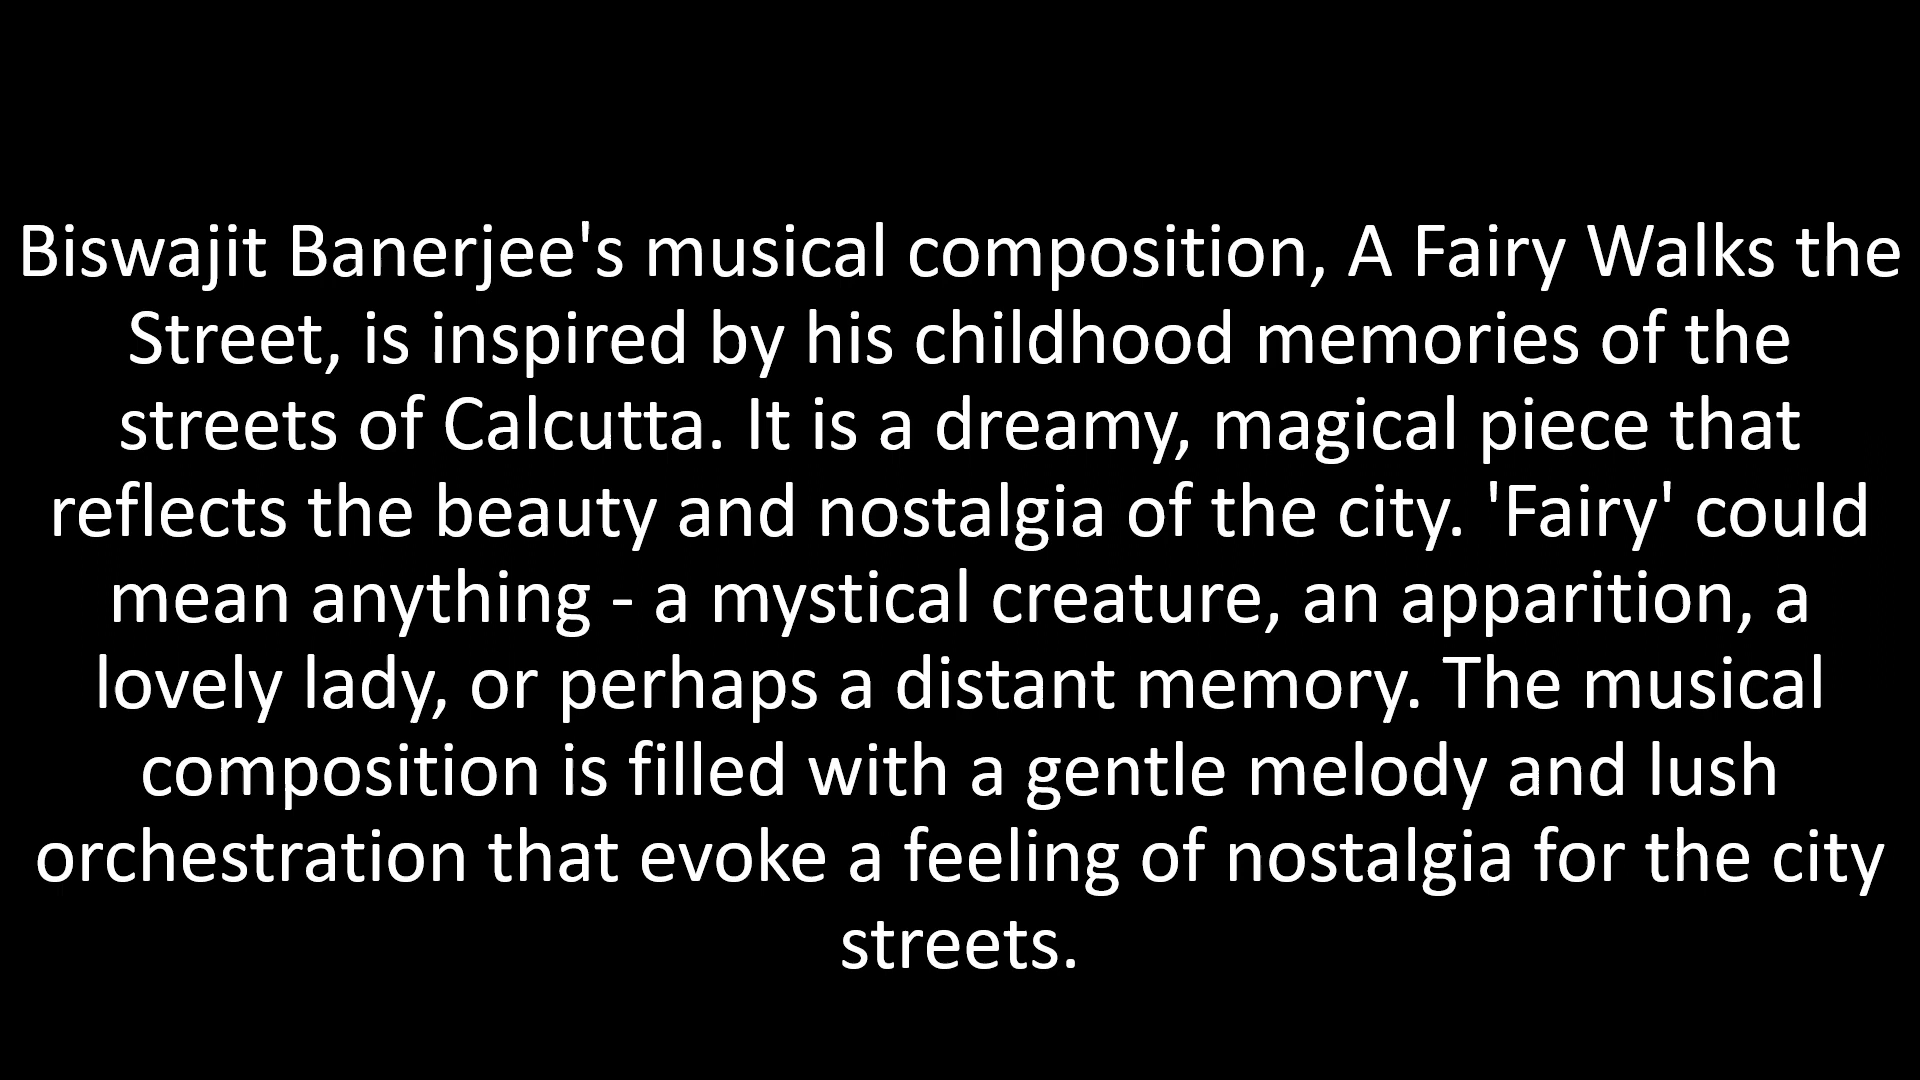 Biswajit Banerjee's musical composition, A Fairy Walks the
Street, is inspired by his childhood memories of the
streets of Calcutta. It is a dreamy, magical piece that
reflects the beauty and nostalgia of the city. 'Fairy' could
mean anything - a mystical creature, an apparition, a
lovely lady, or perhaps a distant memory. The musical
composition is filled with a gentle melody and lush
orchestration that evoke a feeling of nostalgia for the city
streets.